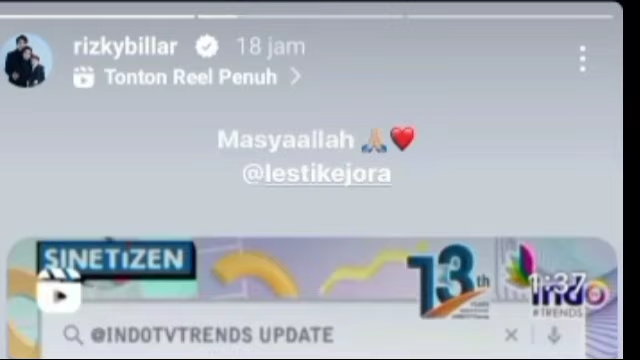 rizkybillar 18 jam
Tonton Reel Penuh
Masyaallah 🙏❤️
@lestikejora
SINETIZEN
13th
1:37
Indo
#TRENDS
@INDOTVTRENDS UPDATE